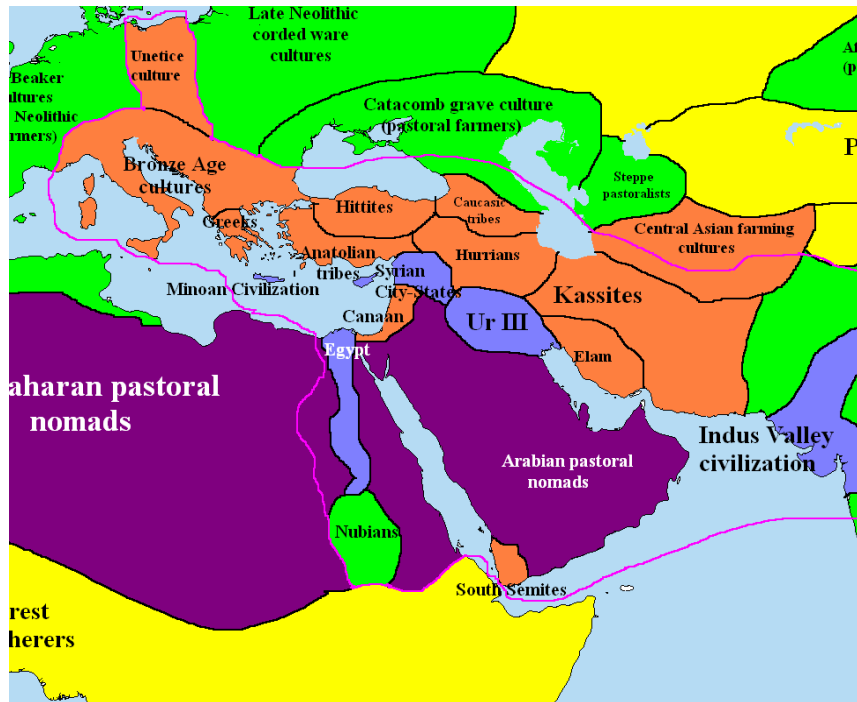 Late Neolithic
corded ware
cultures
Unetice
culture
Beaker
Neolithic
Catacomb grave culture
(pastoral farmers)
Bronze Age
cultures
Steppe
pastoralists
P
Hittites
Caucasic
tribes
Greeks
Central Asian farming
cultures
Anatolian
tribes
Hurrians
Syrian
City-States
Minoan Civilization
Kassites
Canaan
Ur III
Egypt
Elam
aharan pastoral
nomads
Indus Valley
civilization
Arabian pastoral
nomads
Nubians
South Semites
rest
herers